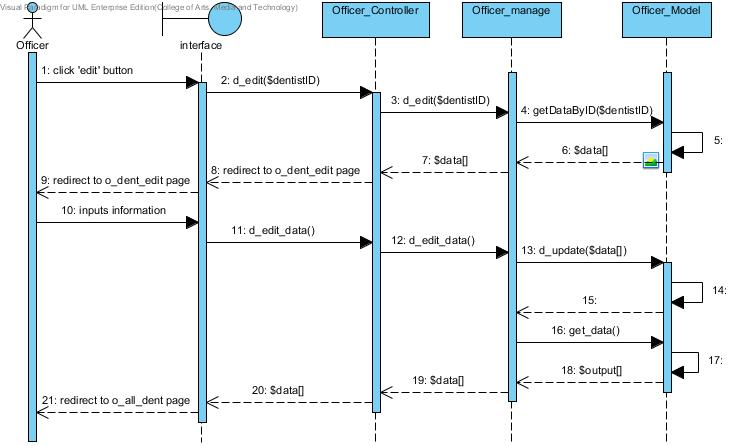 Visual Paradigm for UML Enterprise Edition(College of Arts, Media and Technology)
Officer
interface
Officer_Controller
Officer_manage
Officer_Model
1: click 'edit' button
2: d_edit($dentistID)
3: d_edit($dentistID)
4: getDataByID($dentistID)
5:
6: $data[]
7: $data[]
8: redirect to o_dent_edit page
9: redirect to o_dent_edit page
10: inputs information
11: d_edit_data()
12: d_edit_data()
13: d_update($data[])
14:
15:
16: get_data()
17:
18: $output[]
19: $data[]
20: $data[]
21: redirect to o_all_dent page